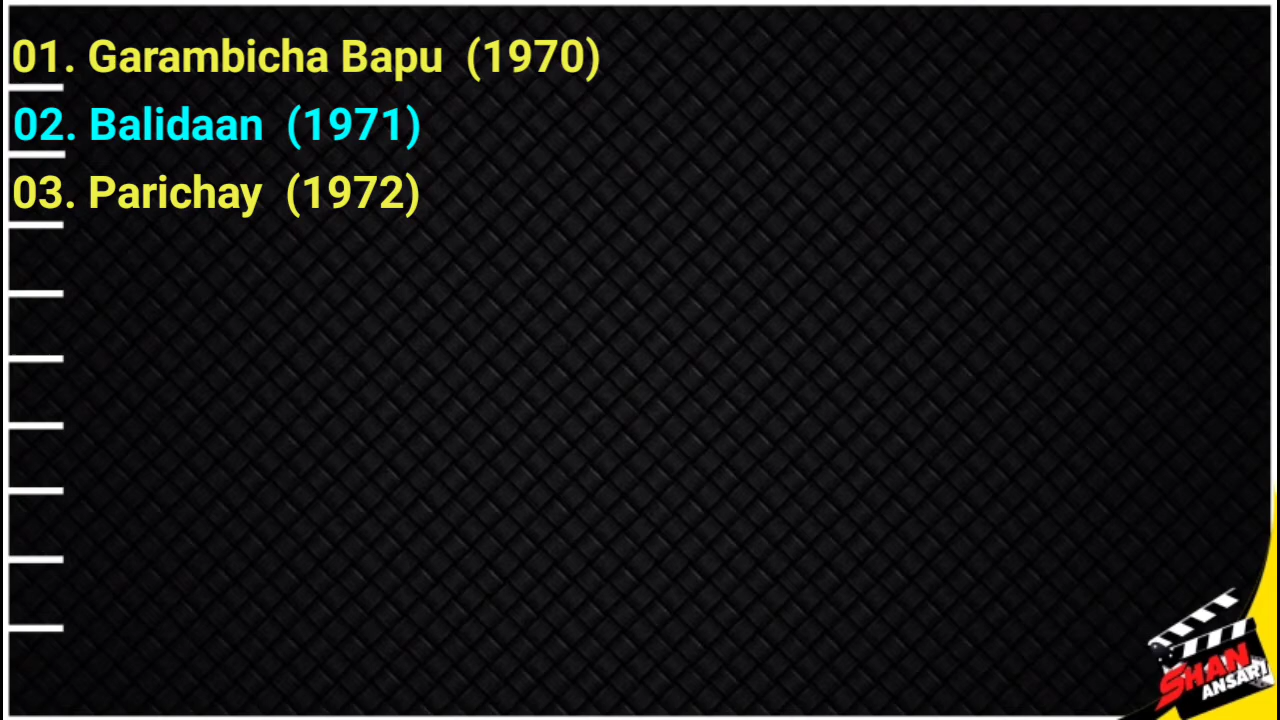 01. Garambicha Bapu (1970)
02. Balidaan (1971)
03. Parichay (1972)
SHAN
ANSARI